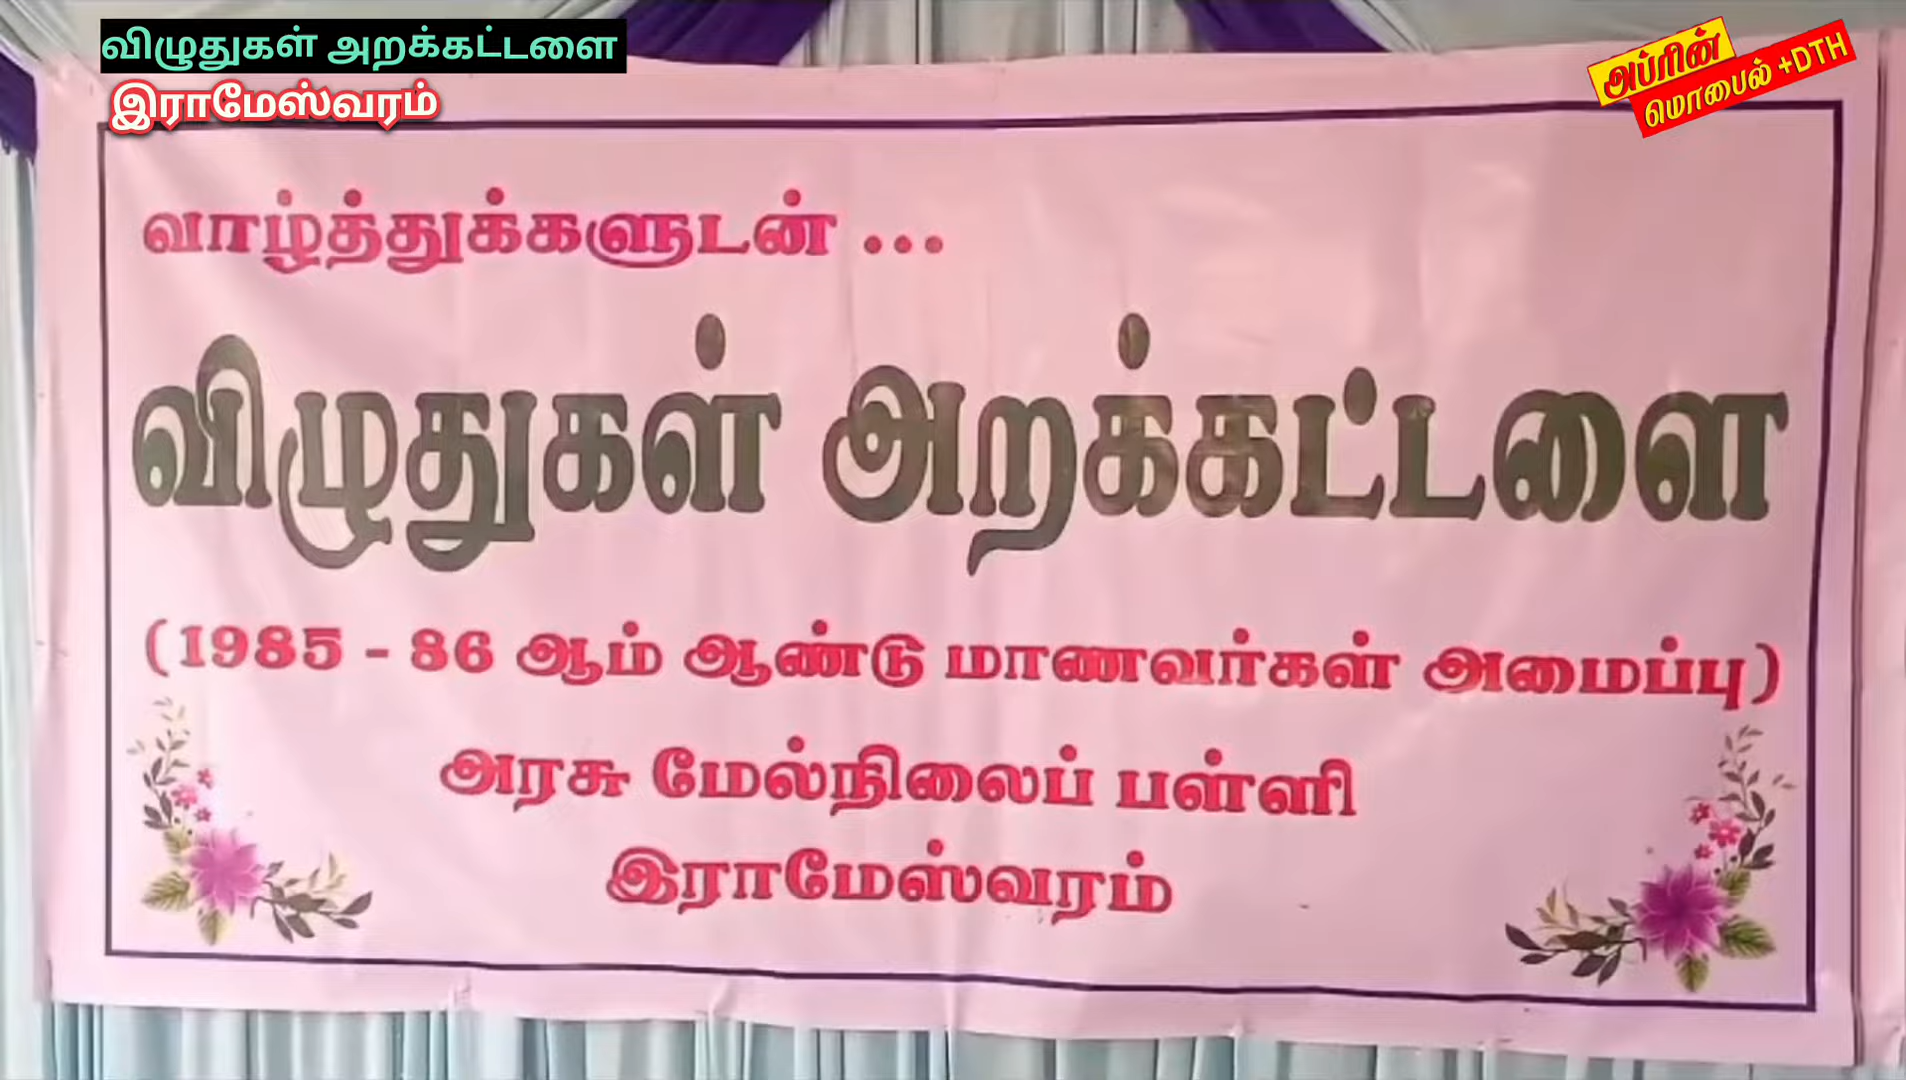 விழுதுகள் அறக்கட்டளை
இராமேஸ்வரம்
அப்ரின்
மொபைல் +DTH
வாழ்த்துக்களுடன் ...
விழுதுகள் அறக்கட்டளை
(1985 - 86 ஆம் ஆண்டு மாணவர்கள் அமைப்பு)
அரசு மேல்நிலைப் பள்ளி
இராமேஸ்வரம்